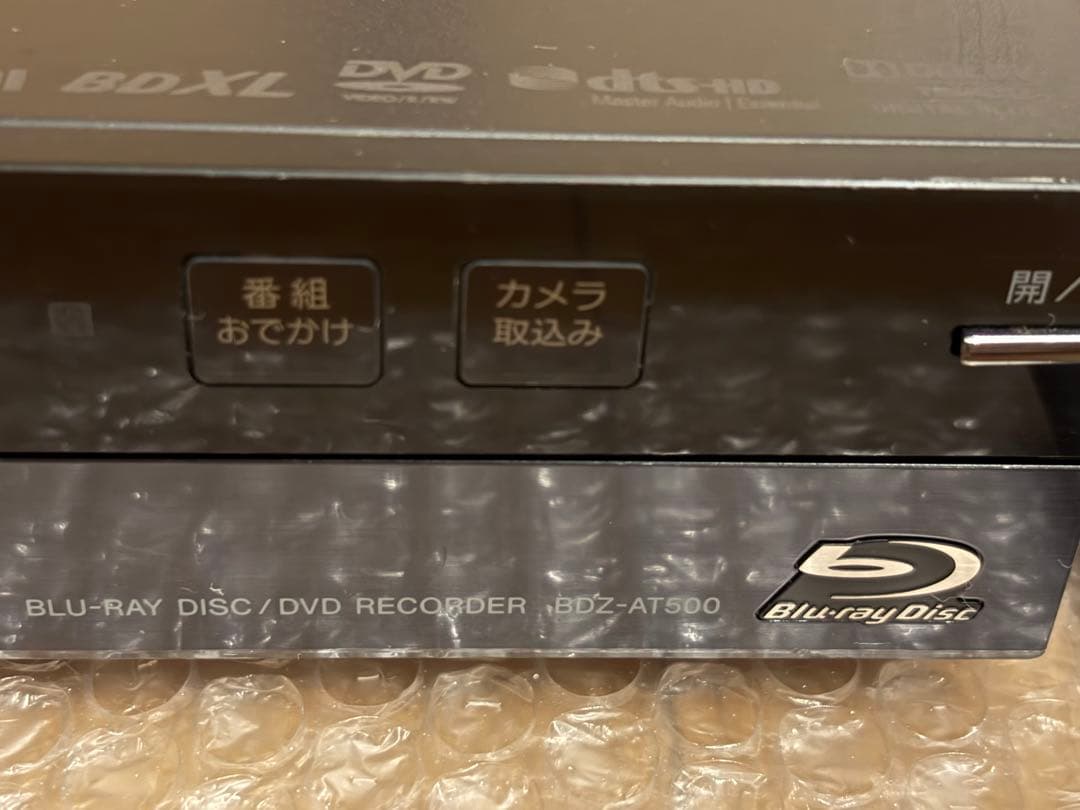 BDXL
DVD
dts-HD
Master Audio | Essential
番組
おでかけ
カメラ
取込み
開/
BLU-RAY DISC/DVD RECORDER BDZ-AT500
Blu-ray Disc